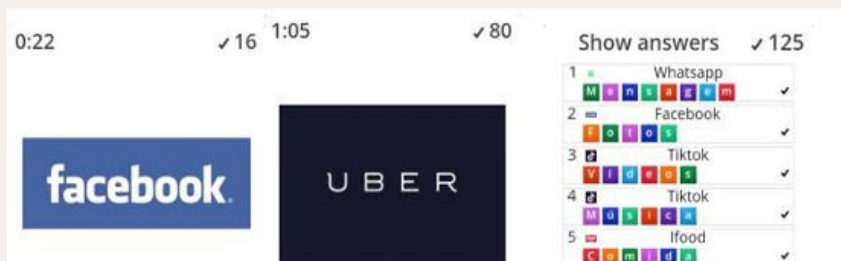 0:22 ✓ 16
facebook.
1:05 ✓ 80
UBER
Show answers ✓ 125
1 Whatsapp
Mensagem ✓
2 Facebook
Fotos ✓
3 Tiktok
Vídeos ✓
4 Tiktok
Música ✓
5 Ifood
Comida ✓